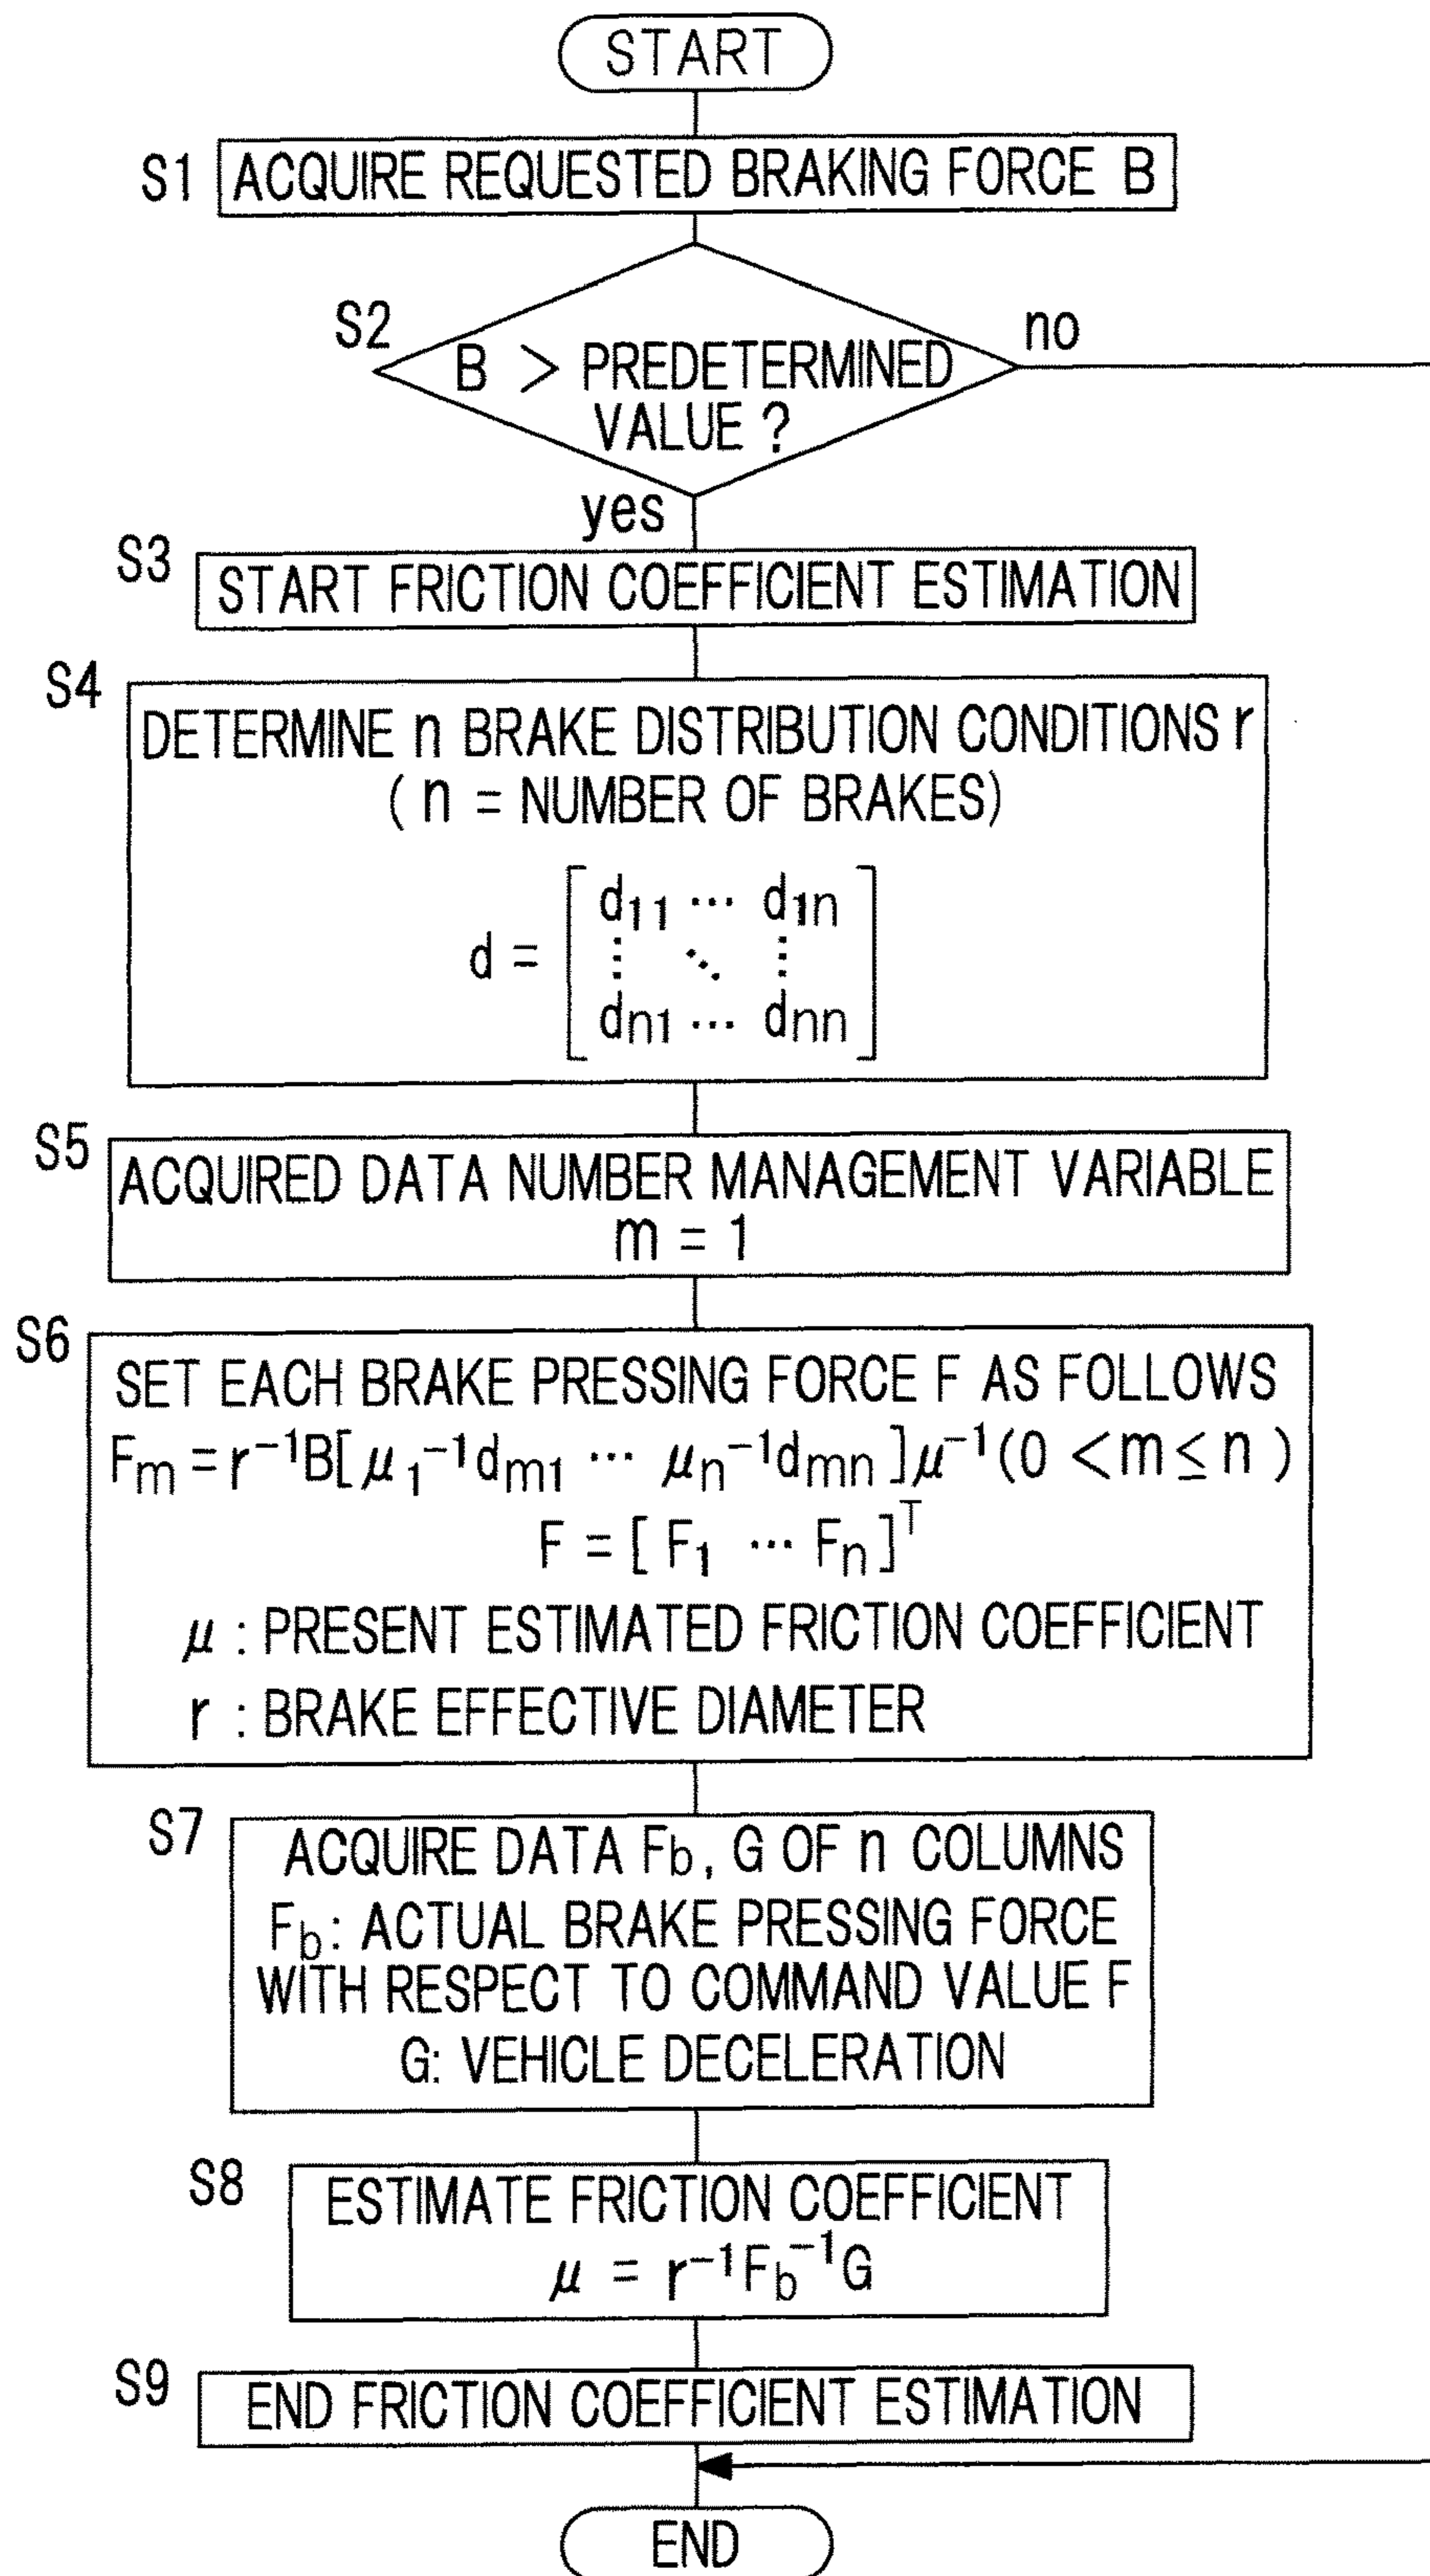 START
S1 ACQUIRE REQUESTED BRAKING FORCE B
S2
no
B > PREDETERMINED
VALUE ?
yes
S3
START FRICTION COEFFICIENT ESTIMATION
S4
DETERMINE n BRAKE DISTRIBUTION CONDITIONS r
( n = NUMBER OF BRAKES)
d₁₁ ⋯ d₁ₙ
d = [ ⋮ ⋱ ⋮ ]
dₙ₁ ⋯ dₙₙ
S5
ACQUIRED DATA NUMBER MANAGEMENT VARIABLE
m = 1
S6
SET EACH BRAKE PRESSING FORCE F AS FOLLOWS
Fₘ = r⁻¹B[ μ₁⁻¹dₘ₁ ⋯ μₙ⁻¹dₘₙ ]μ⁻¹(0 < m ≤ n )
F = [ F₁ ⋯ Fₙ ]ᵀ
μ : PRESENT ESTIMATED FRICTION COEFFICIENT
r : BRAKE EFFECTIVE DIAMETER
S7
ACQUIRE DATA F_b, G OF n COLUMNS
F_b: ACTUAL BRAKE PRESSING FORCE
WITH RESPECT TO COMMAND VALUE F
G: VEHICLE DECELERATION
S8
ESTIMATE FRICTION COEFFICIENT
μ = r⁻¹F_b⁻¹G
S9
END FRICTION COEFFICIENT ESTIMATION
END